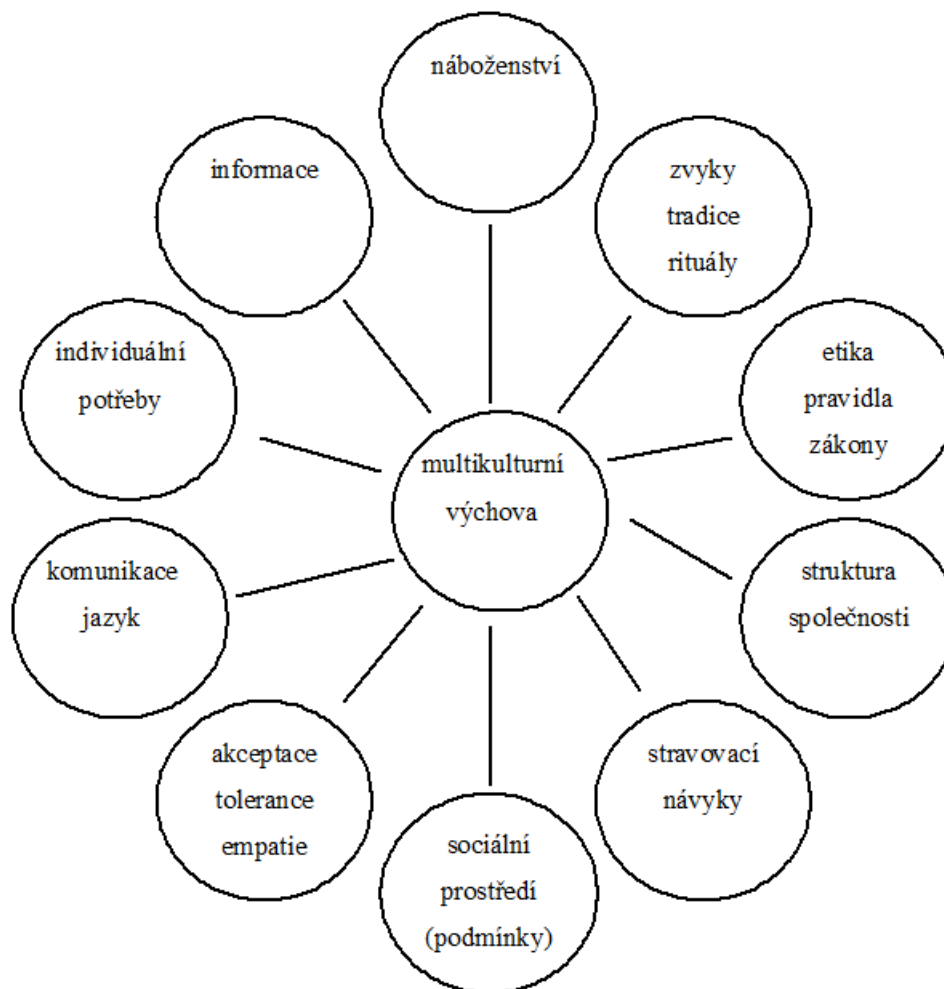 náboženství
informace
zvyky
tradice
rituály
individuální
potřeby
etika
pravidla
zákony
multikulturní
výchova
komunikace
jazyk
struktura
společnosti
akceptace
tolerance
empatie
stravovací
návyky
sociální
prostředí
(podmínky)